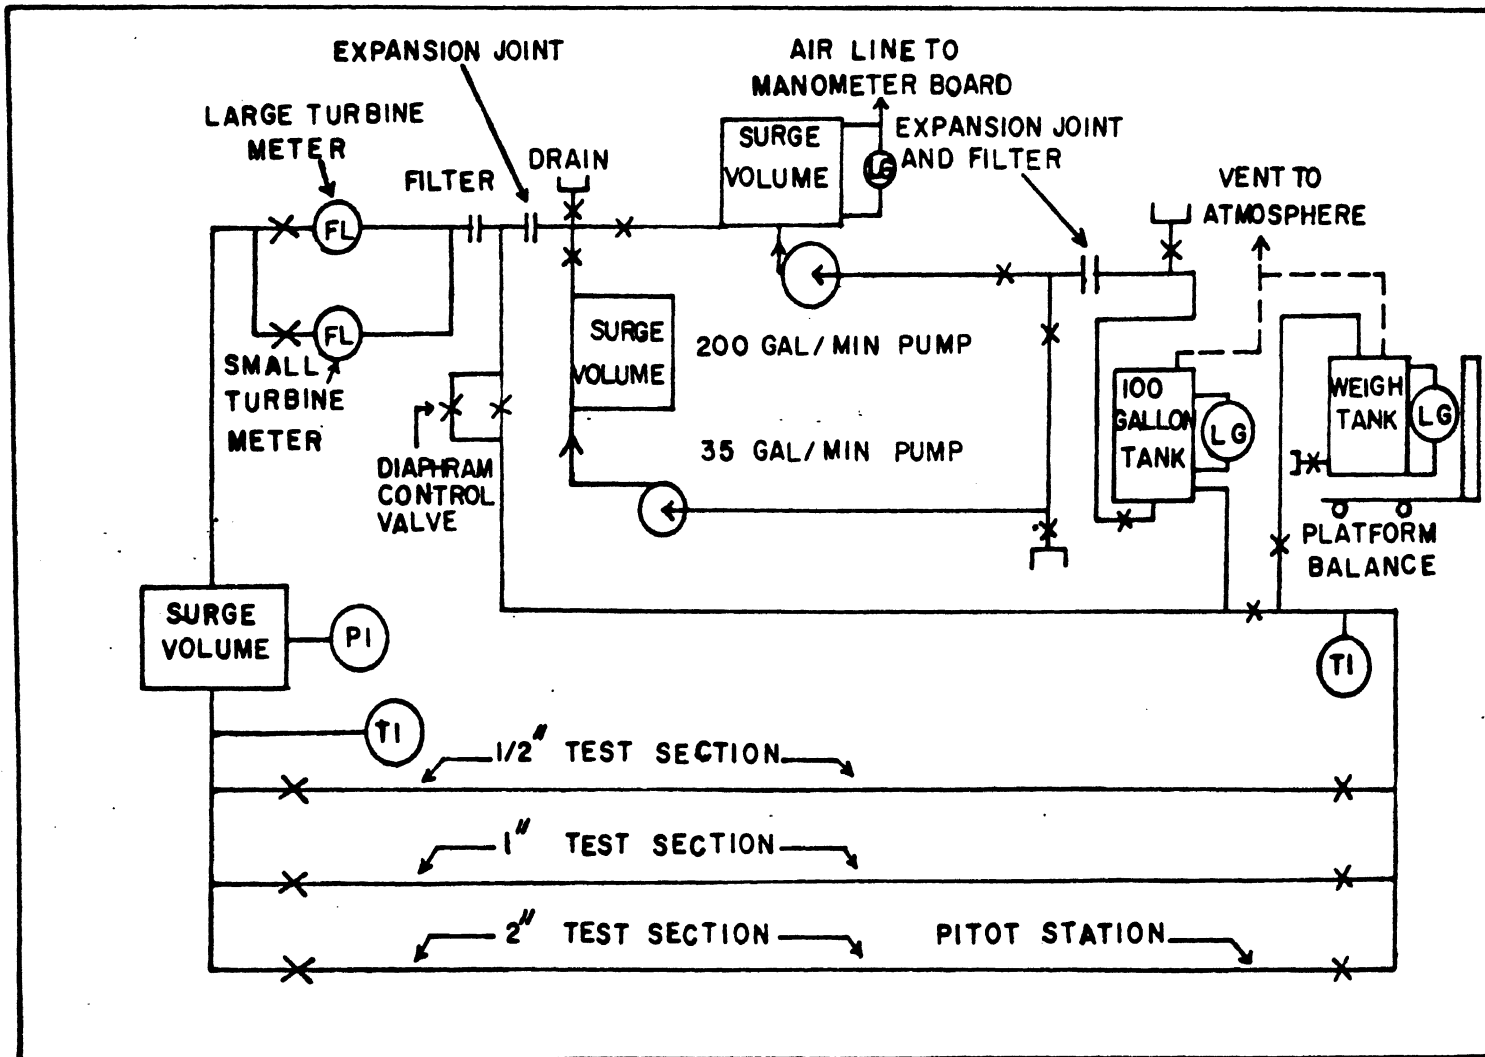 EXPANSION JOINT
AIR LINE TO
MANOMETER BOARD
LARGE TURBINE
METER
FILTER
DRAIN
SURGE
VOLUME
LG
EXPANSION JOINT
AND FILTER
VENT TO
ATMOSPHERE
FL
FL
SMALL
TURBINE
METER
SURGE
VOLUME
200 GAL/MIN PUMP
35 GAL/MIN PUMP
100
GALLON
TANK
LG
WEIGH
TANK
LG
DIAPHRAM
CONTROL
VALVE
PLATFORM
BALANCE
SURGE
VOLUME
PI
TI
TI
1/2" TEST SECTION
1" TEST SECTION
2" TEST SECTION
PITOT STATION